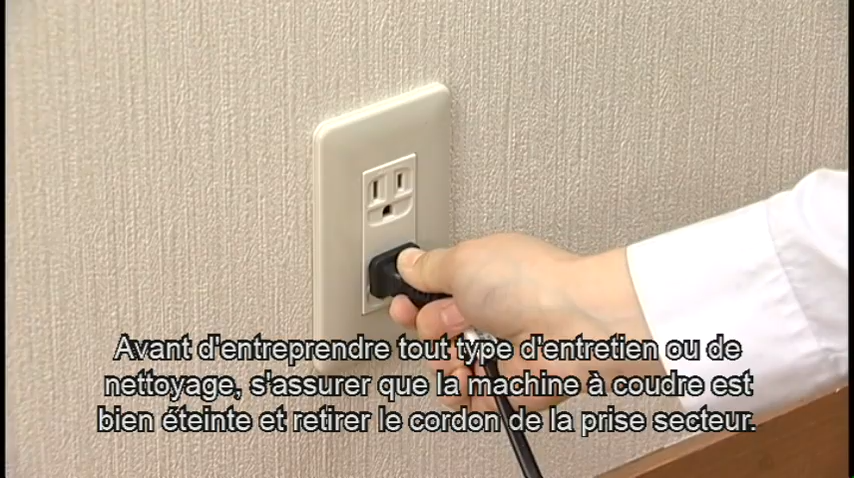 Avant d'entreprendre tout type d'entretien ou de
nettoyage, s'assurer que la machine à coudre est
bien éteinte et retirer le cordon de la prise secteur.